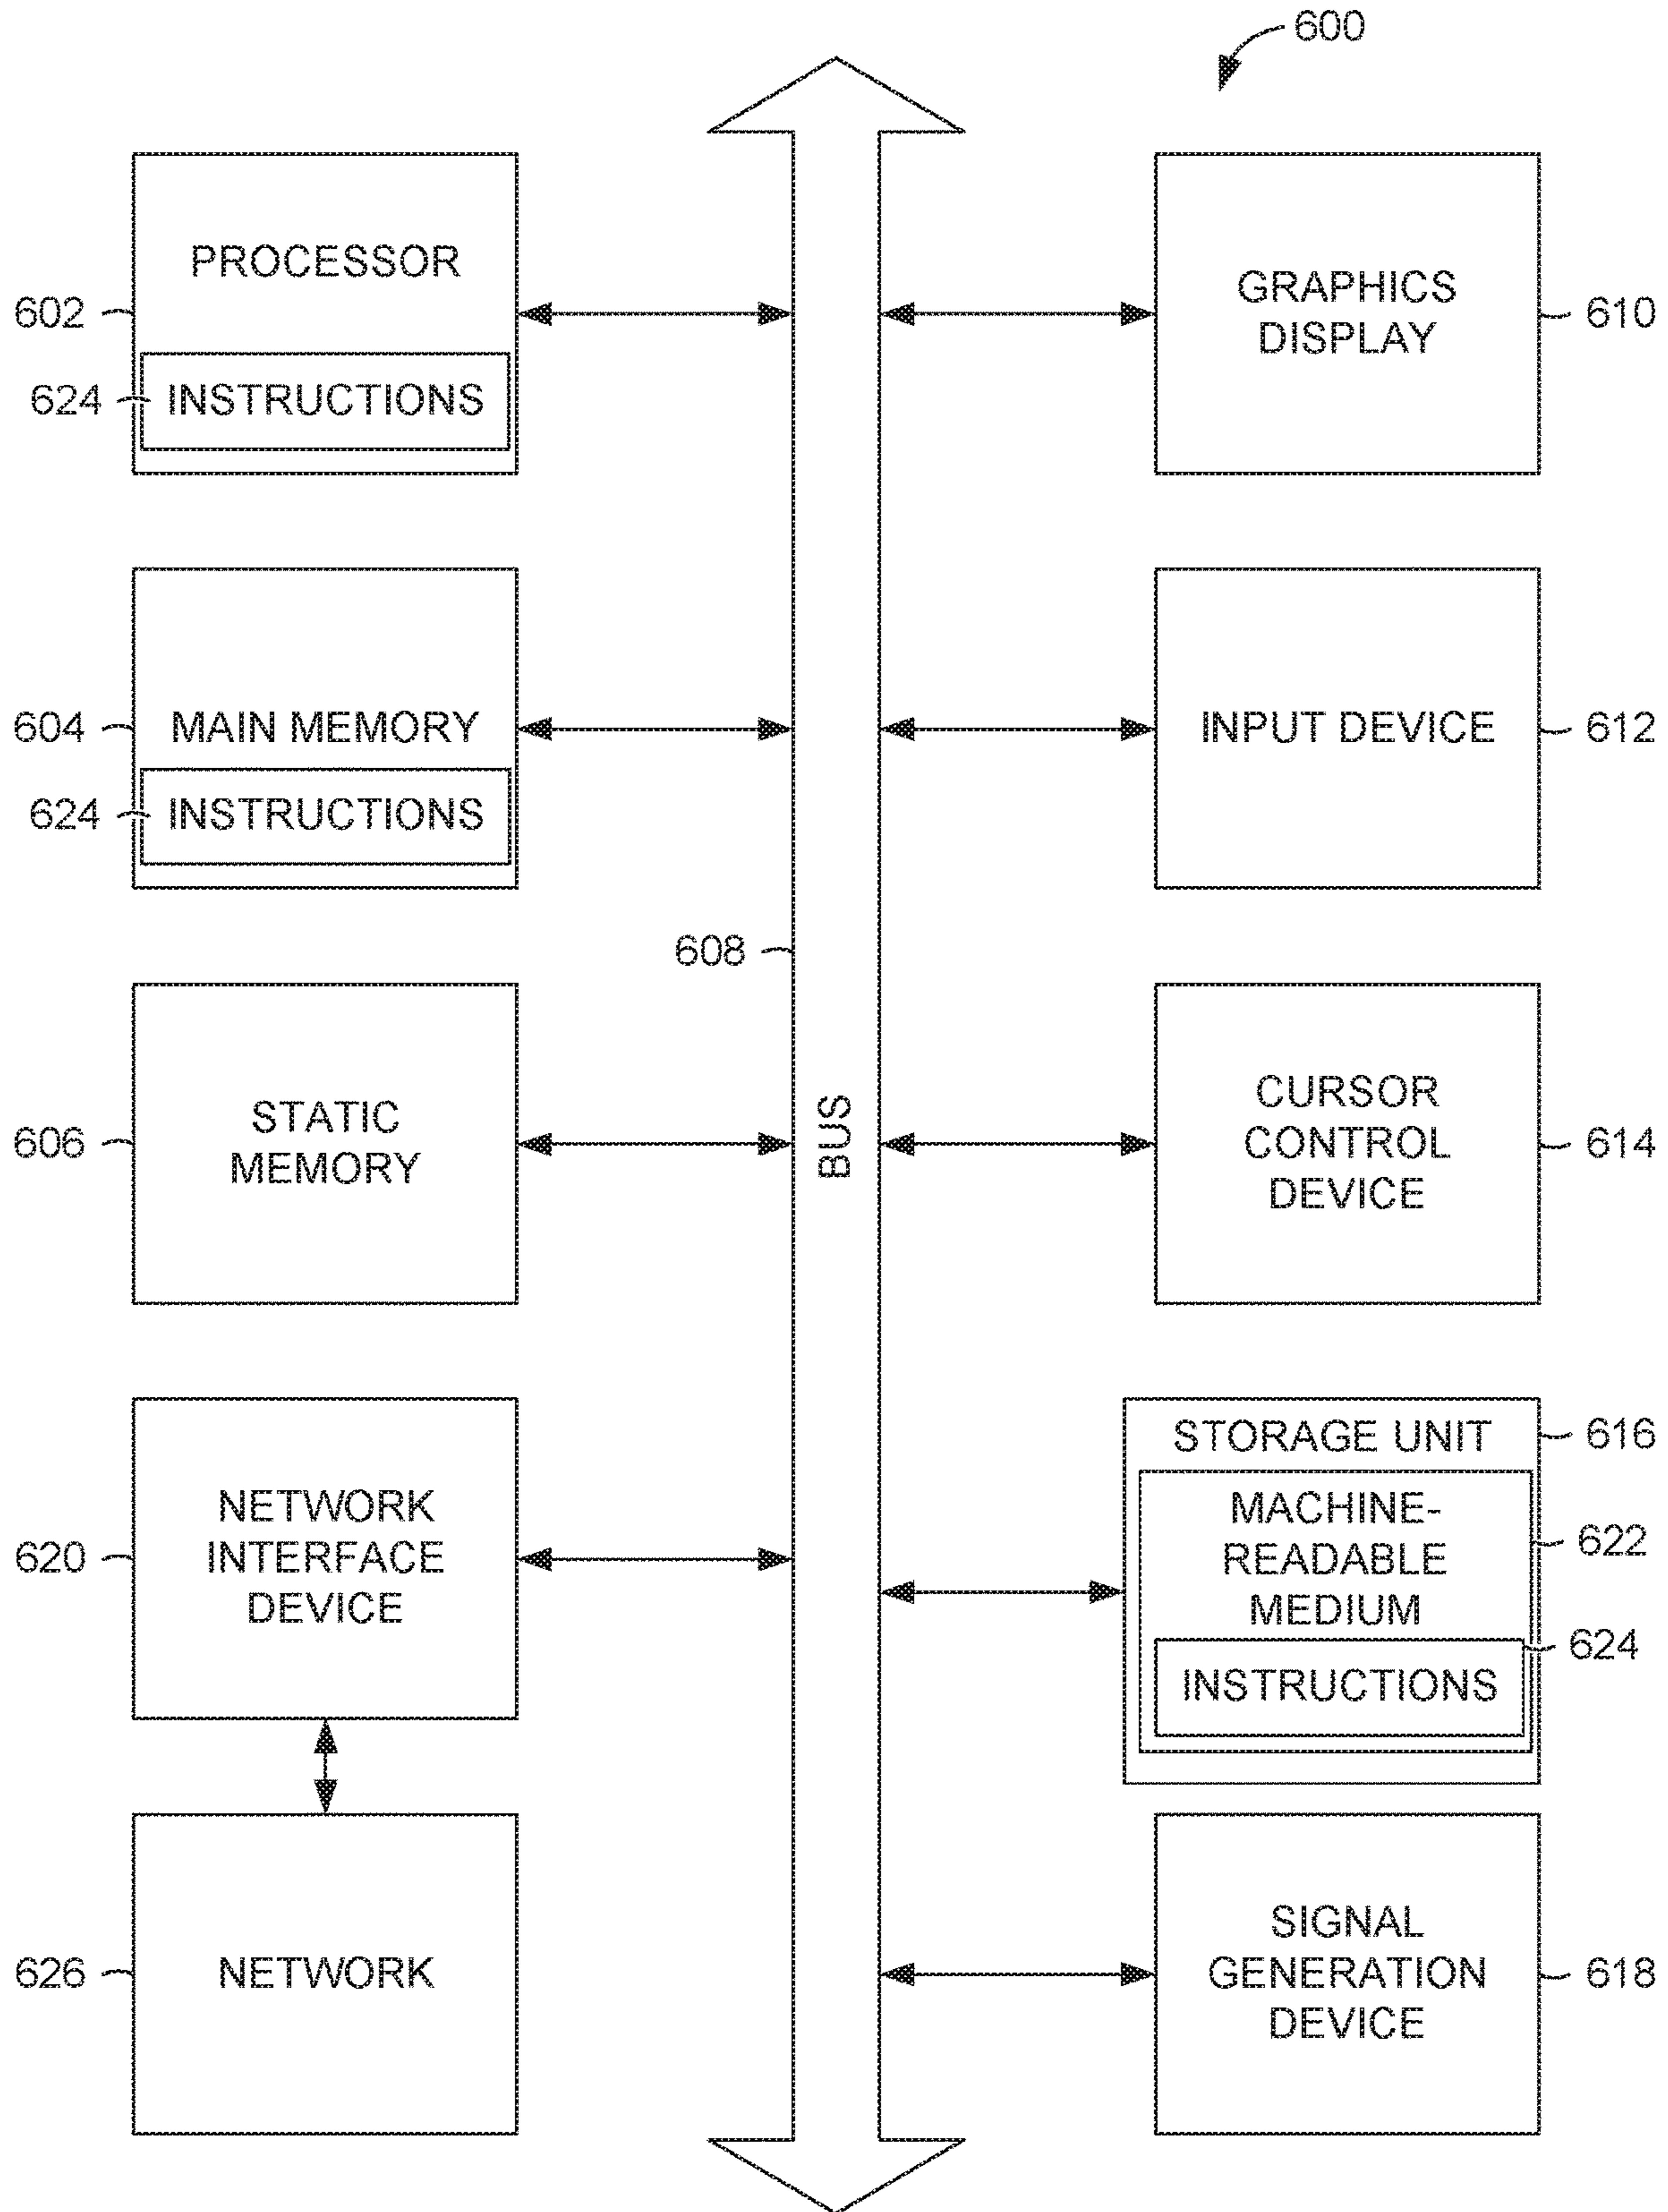 600
PROCESSOR
602
624
INSTRUCTIONS
GRAPHICS
DISPLAY
610
604
MAIN MEMORY
624
INSTRUCTIONS
INPUT DEVICE
612
608
BUS
606
STATIC
MEMORY
CURSOR
CONTROL
DEVICE
614
620
NETWORK
INTERFACE
DEVICE
STORAGE UNIT
616
MACHINE-
READABLE
MEDIUM
622
624
INSTRUCTIONS
626
NETWORK
SIGNAL
GENERATION
DEVICE
618